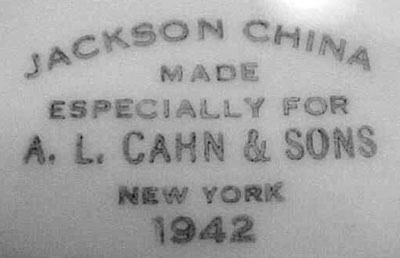 JACKSON CHINA
MADE
ESPECIALLY FOR
A. L. CAHN & SONS
NEW YORK
1942